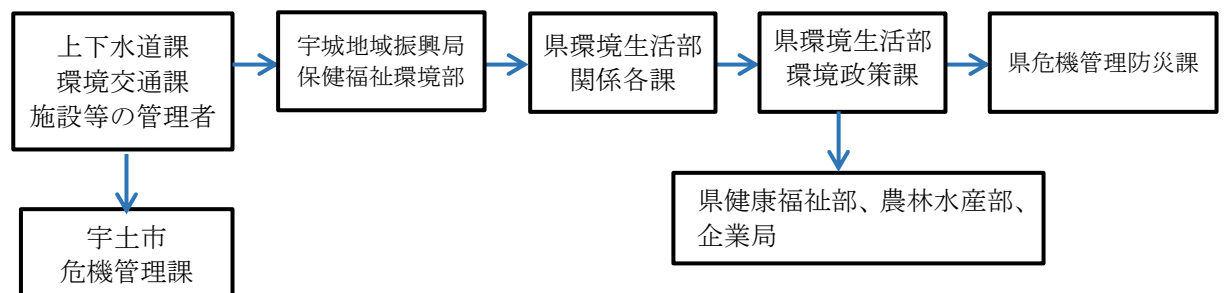 上下水道課
環境交通課
施設等の管理者
宇城地域振興局
保健福祉環境部
県環境生活部
関係各課
県環境生活部
環境政策課
県危機管理防災課
宇土市
危機管理課
県健康福祉部、農林水産部、
企業局